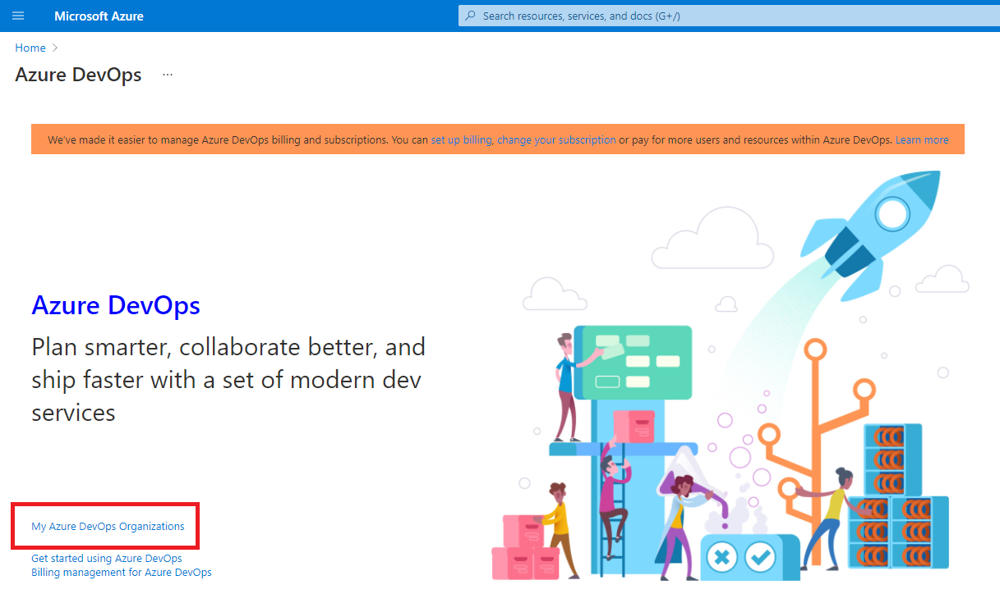 Microsoft Azure
Search resources, services, and docs (G+/)
Home
Azure DevOps
...
We've made it easier to manage Azure DevOps billing and subscriptions. You can set up billing, change your subscription or pay for more users and resources within Azure DevOps. Learn more
Azure DevOps
Plan smarter, collaborate better, and
ship faster with a set of modern dev
services
My Azure DevOps Organizations
Get started using Azure DevOps
Billing management for Azure DevOps